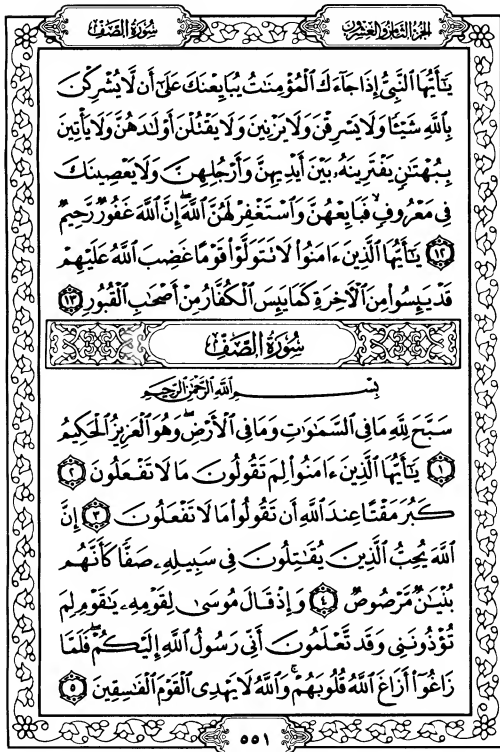 الجزء الثامن والعشرون
سورة الصف
يَٰٓأَيُّهَا ٱلنَّبِىُّ إِذَا جَآءَكَ ٱلْمُؤْمِنَٰتُ يُبَايِعْنَكَ عَلَىٰٓ أَن لَّا يُشْرِكْنَ
بِٱللَّهِ شَيْـًٔا وَلَا يَسْرِقْنَ وَلَا يَزْنِينَ وَلَا يَقْتُلْنَ أَوْلَٰدَهُنَّ وَلَا يَأْتِينَ
بِبُهْتَٰنٍ يَفْتَرِينَهُۥ بَيْنَ أَيْدِيهِنَّ وَأَرْجُلِهِنَّ وَلَا يَعْصِينَكَ
فِى مَعْرُوفٍ ۙ فَبَايِعْهُنَّ وَٱسْتَغْفِرْ لَهُنَّ ٱللَّهَ ۖ إِنَّ ٱللَّهَ غَفُورٌ رَّحِيمٌ
١٢ يَٰٓأَيُّهَا ٱلَّذِينَ ءَامَنُوا۟ لَا تَتَوَلَّوْا۟ قَوْمًا غَضِبَ ٱللَّهُ عَلَيْهِمْ
قَدْ يَئِسُوا۟ مِنَ ٱلْءَاخِرَةِ كَمَا يَئِسَ ٱلْكُفَّارُ مِنْ أَصْحَٰبِ ٱلْقُبُورِ ١٣
سُورَةُ الصَّفِّ
بِسْمِ ٱللَّهِ ٱلرَّحْمَٰنِ ٱلرَّحِيمِ
سَبَّحَ لِلَّهِ مَا فِى ٱلسَّمَٰوَٰتِ وَمَا فِى ٱلْأَرْضِ ۖ وَهُوَ ٱلْعَزِيزُ ٱلْحَكِيمُ
١ يَٰٓأَيُّهَا ٱلَّذِينَ ءَامَنُوا۟ لِمَ تَقُولُونَ مَا لَا تَفْعَلُونَ ٢
كَبُرَ مَقْتًا عِندَ ٱللَّهِ أَن تَقُولُوا۟ مَا لَا تَفْعَلُونَ ٣ إِنَّ
ٱللَّهَ يُحِبُّ ٱلَّذِينَ يُقَٰتِلُونَ فِى سَبِيلِهِۦ صَفًّا كَأَنَّهُم
بُنْيَٰنٌ مَّرْصُوصٌ ٤ وَإِذْ قَالَ مُوسَىٰ لِقَوْمِهِۦ يَٰقَوْمِ لِمَ
تُؤْذُونَنِى وَقَد تَّعْلَمُونَ أَنِّى رَسُولُ ٱللَّهِ إِلَيْكُمْ ۖ فَلَمَّا
زَاغُوٓا۟ أَزَاغَ ٱللَّهُ قُلُوبَهُمْ ۚ وَٱللَّهُ لَا يَهْدِى ٱلْقَوْمَ ٱلْفَٰسِقِينَ ٥
٥٥١